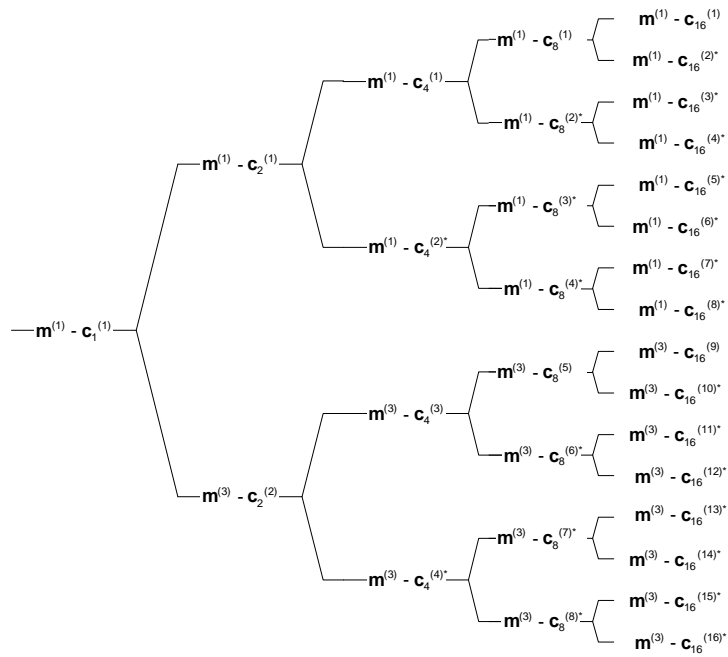 m(1) - c16(1)
m(1) - c8(1)
m(1) - c16(2)*
m(1) - c4(1)
m(1) - c16(3)*
m(1) - c8(2)*
m(1) - c16(4)*
m(1) - c2(1)
m(1) - c16(5)*
m(1) - c8(3)*
m(1) - c16(6)*
m(1) - c4(2)*
m(1) - c16(7)*
m(1) - c8(4)*
m(1) - c16(8)*
m(1) - c1(1)
m(3) - c16(9)
m(3) - c8(5)
m(3) - c16(10)*
m(3) - c4(3)
m(3) - c16(11)*
m(3) - c8(6)*
m(3) - c16(12)*
m(3) - c2(2)
m(3) - c16(13)*
m(3) - c8(7)*
m(3) - c16(14)*
m(3) - c4(4)*
m(3) - c16(15)*
m(3) - c8(8)*
m(3) - c16(16)*